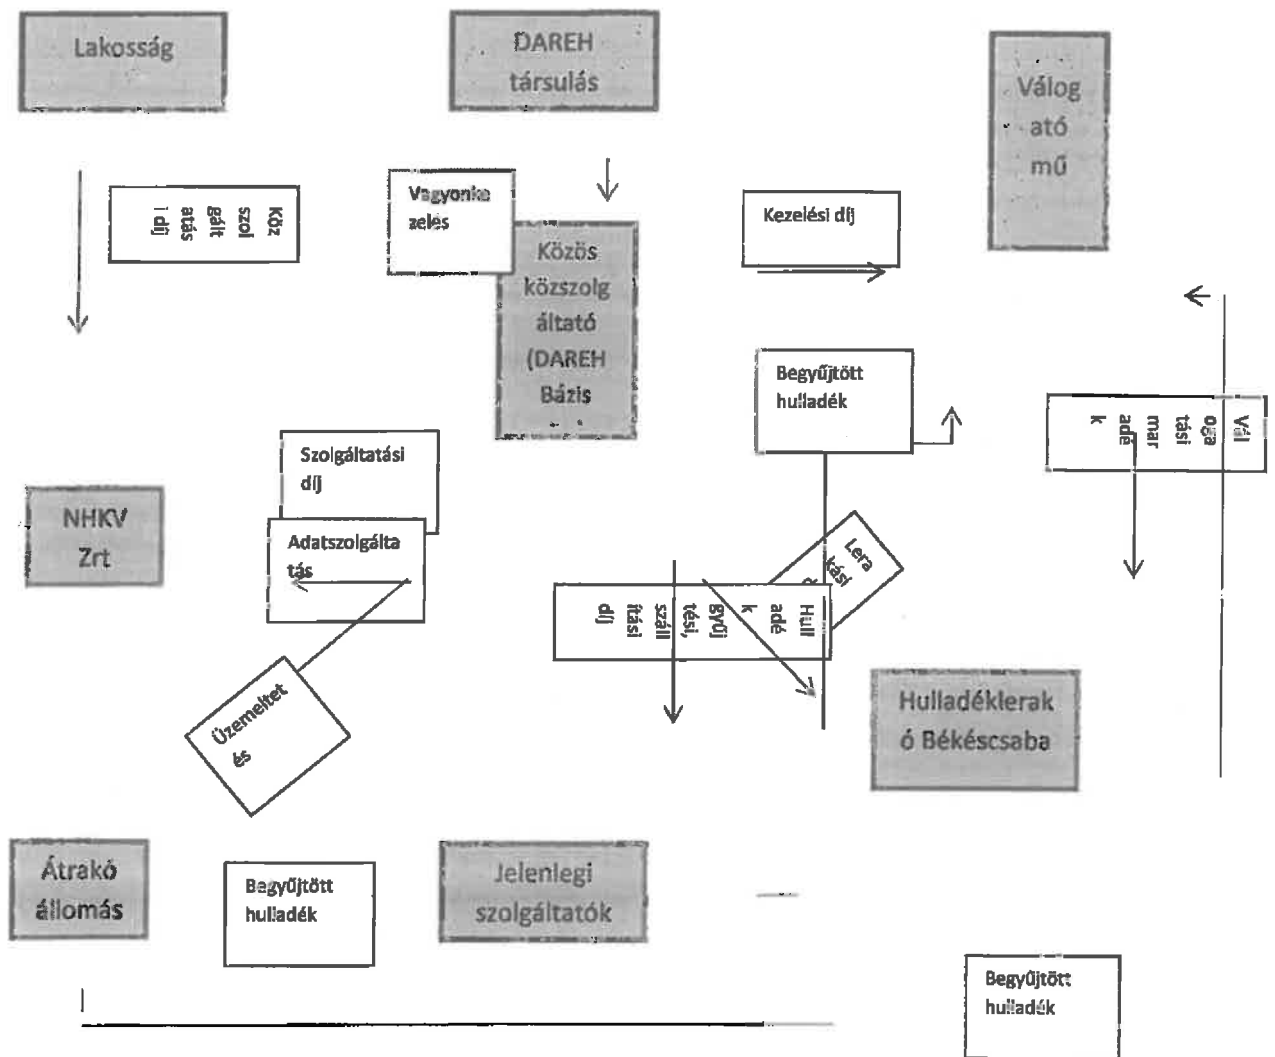 Lakosság
DAREH
társulás
Válog
ató
mű
Köz
szol
gált
atás
i díj
Vagyonke
zelés
Kezelési díj
Közös
közszolg
áltató
(DAREH
Bázis
Begyűjtött
hulladék
Vál
oga
tási
mar
adé
k
Szolgáltatási
díj
NHKV
Zrt
Adatszolgálta
tás
Lera
kási
Hull
adé
k
gyűj
tési,
száll
ítási
díj
Üzemeltet
és
Hulladéklerak
ó Békéscsaba
Átrakó
állomás
Begyűjtött
hulladék
Jelenlegi
szolgáltatók
Begyűjtött
hulladék